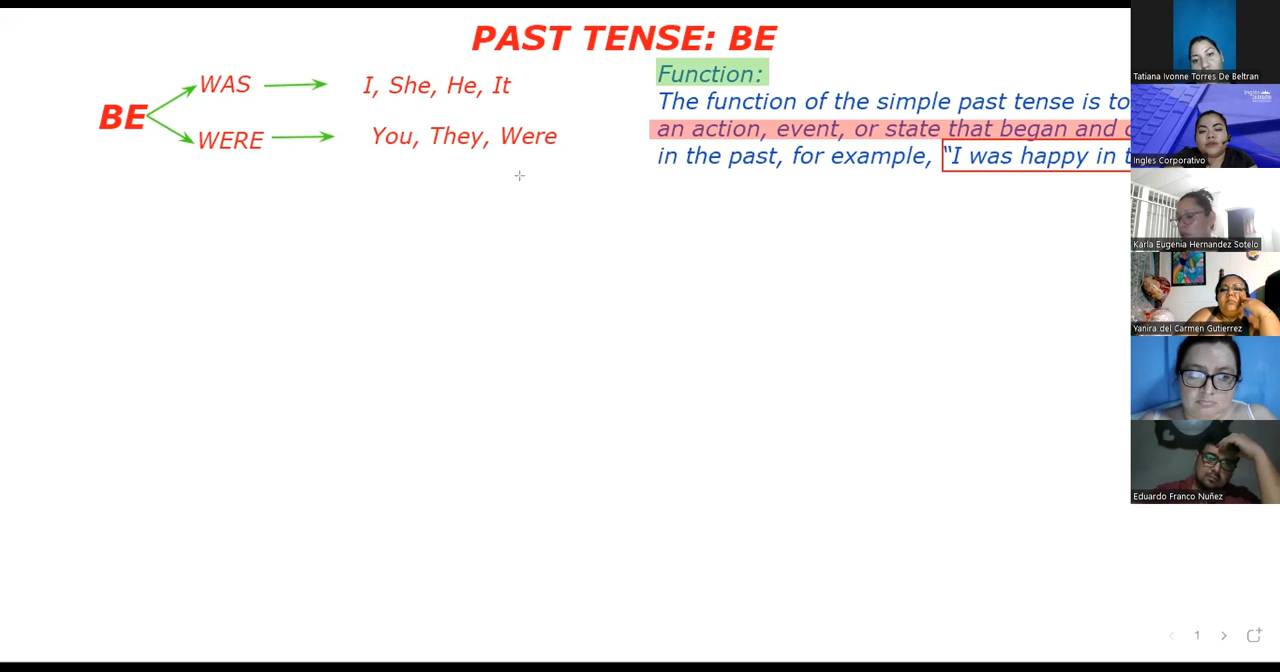 PAST TENSE: BE
BE
WAS
I, She, He, It
WERE
You, They, Were
Function:
The function of the simple past tense is to
an action, event, or state that began and
in the past, for example, “I was happy in
Tatiana Ivonne Torres De Beltran
Ingles Corporativo
Karla Eugenia Hernandez Sotelo
Yanira del Carmen Gutierrez
Eduardo Franco Nuñez
1